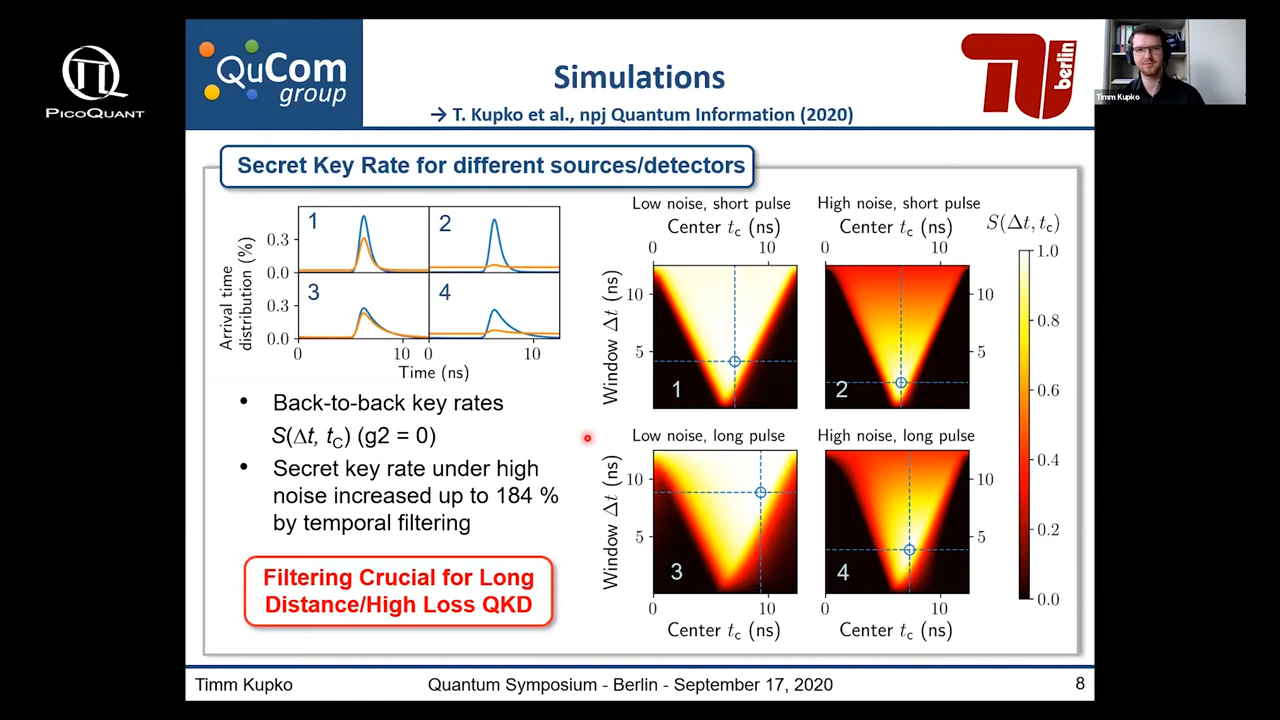 PICOQUANT
QuCom
group
Simulations
→ T. Kupko et al., npj Quantum Information (2020)
berlin
Timm Kupko
Secret Key Rate for different sources/detectors
Arrival time
distribution (%)
0.3
0.0
0.3
0.0
1
2
3
4
0
10
0
10
Time (ns)
• Back-to-back key rates
S(Δt, tC) (g2 = 0)
• Secret key rate under high
noise increased up to 184 %
by temporal filtering
Filtering Crucial for Long
Distance/High Loss QKD
Low noise, short pulse
Center tc (ns)
0
10
Window Δt (ns)
10
5
1
High noise, short pulse
Center tc (ns)
0
10
10
5
2
Low noise, long pulse
Window Δt (ns)
10
5
3
0
10
Center tc (ns)
High noise, long pulse
10
5
4
0
10
Center tc (ns)
S(Δt, tc)
1.0
0.8
0.6
0.4
0.2
0.0
Timm Kupko
Quantum Symposium - Berlin - September 17, 2020
8